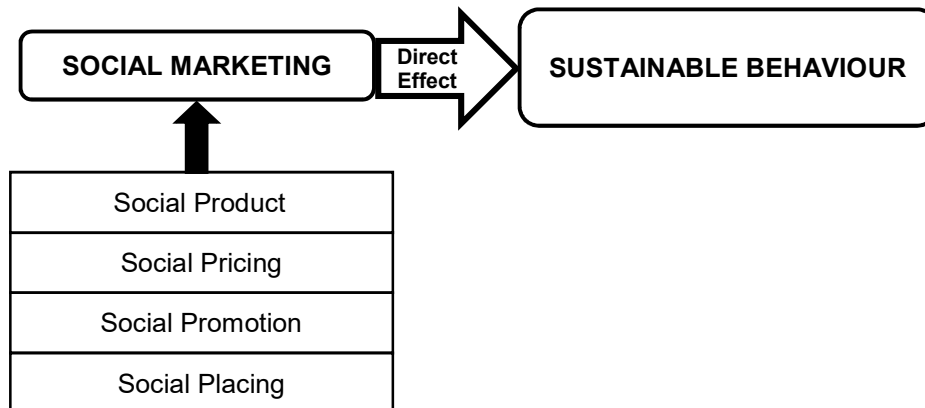 SOCIAL MARKETING
Direct
Effect
SUSTAINABLE BEHAVIOUR
Social Product
Social Pricing
Social Promotion
Social Placing